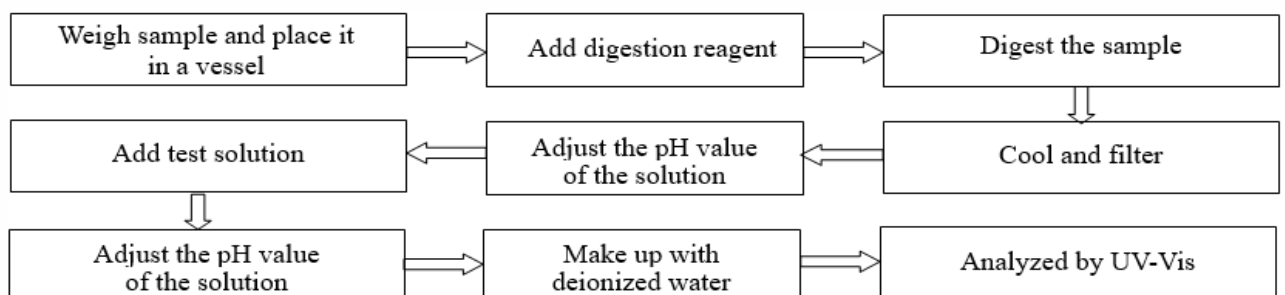 Weigh sample and place it
in a vessel
Add digestion reagent
Digest the sample
Cool and filter
Adjust the pH value
of the solution
Add test solution
Adjust the pH value
of the solution
Make up with
deionized water
Analyzed by UV-Vis